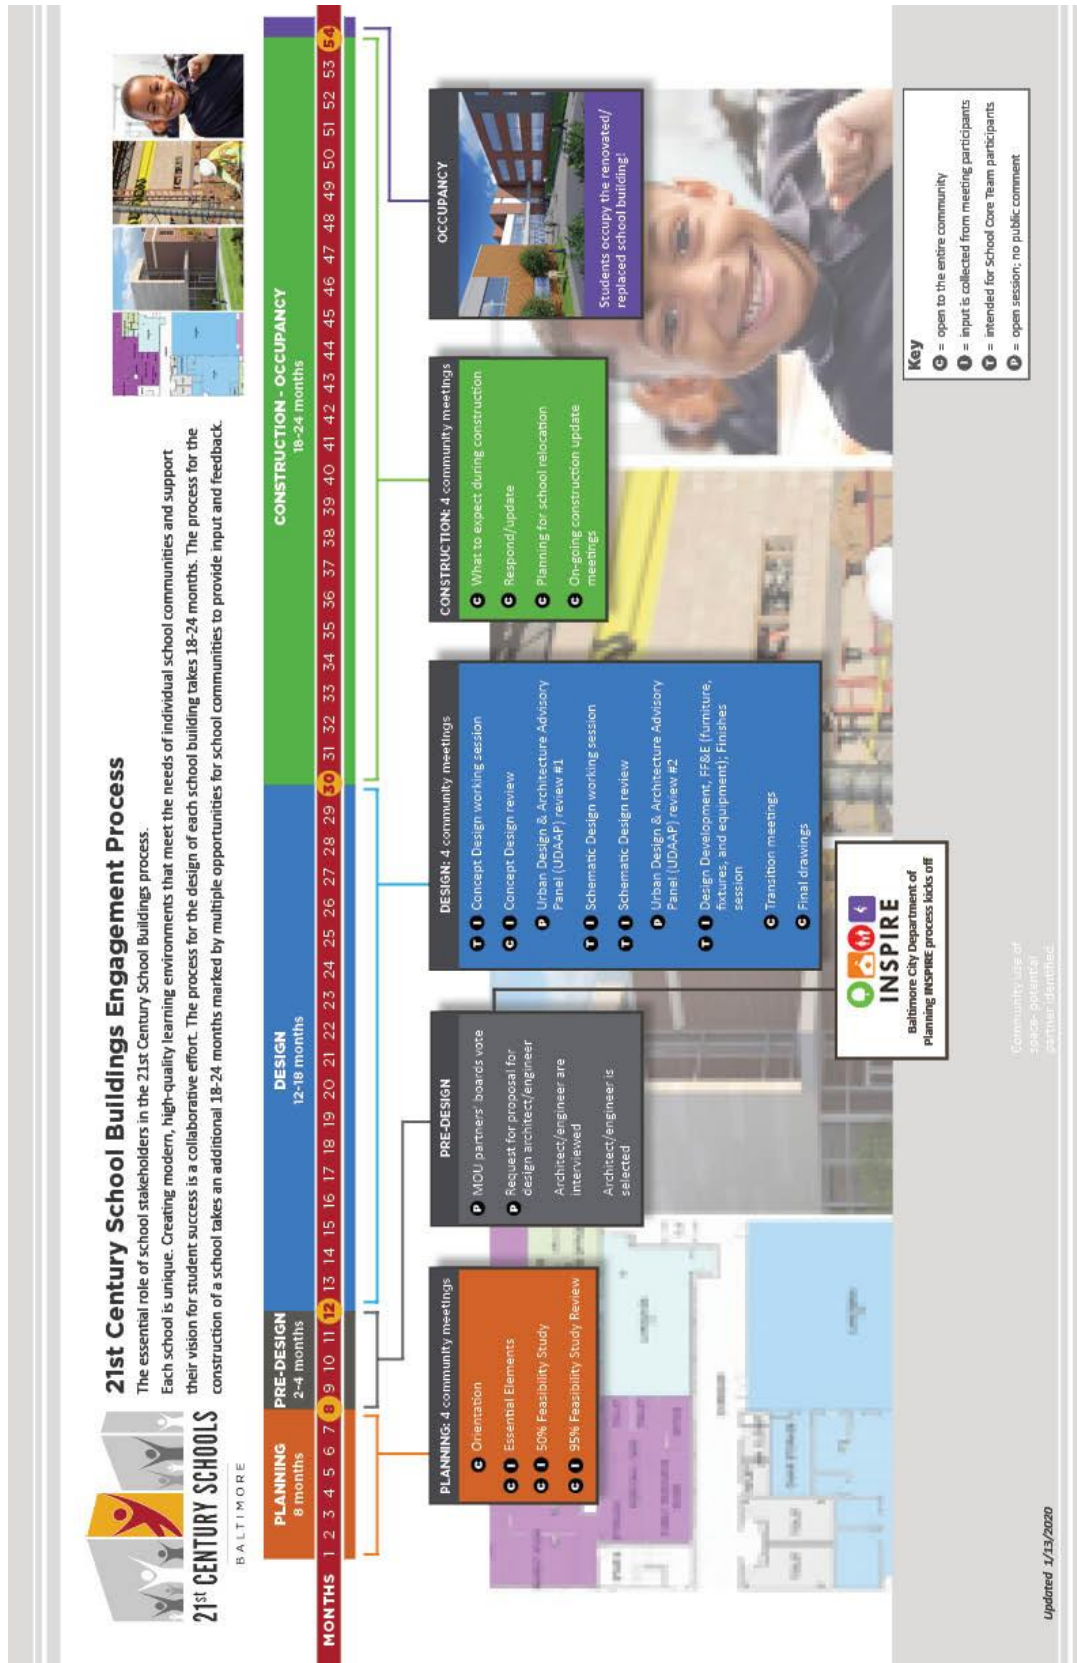 21st CENTURY SCHOOLS
BALTIMORE
21st Century School Buildings Engagement Process
The essential role of school stakeholders in the 21st Century School Buildings process.
Each school is unique. Creating modern, high-quality learning environments that meet the needs of individual school communities and support
their vision for student success is a collaborative effort. The process for the design of each school building takes 18-24 months. The process for the
construction of a school takes an additional 18-24 months marked by multiple opportunities for school communities to provide input and feedback.
PLANNING
8 months
PRE-DESIGN
2-4 months
DESIGN
12-18 months
CONSTRUCTION - OCCUPANCY
18-24 months
MONTHS 1 2 3 4 5 6 7 8 9 10 11 12 13 14 15 16 17 18 19 20 21 22 23 24 25 26 27 28 29 30 31 32 33 34 35 36 37 38 39 40 41 42 43 44 45 46 47 48 49 50 51 52 53 54
PLANNING: 4 community meetings
C Orientation
C I Essential Elements
C I 50% Feasibility Study
C I 95% Feasibility Study Review
PRE-DESIGN
P MOU partners' boards vote
P Request for proposal for
design architect/engineer
Architect/engineer are
interviewed
Architect/engineer is
selected
DESIGN: 4 community meetings
T I Concept Design working session
C I Concept Design review
P Urban Design & Architecture Advisory
Panel (UDAAP) review #1
T I Schematic Design working session
T I Schematic Design review
P Urban Design & Architecture Advisory
Panel (UDAAP) review #2
T I Design Development, FF&E (furniture,
fixtures, and equipment); Finishes
session
C Transition meetings
C Final drawings
INSPIRE
Baltimore City Department of
Planning INSPIRE process kicks off
CONSTRUCTION: 4 community meetings
C What to expect during construction
C Respond/update
C Planning for school relocation
C On-going construction update
meetings
OCCUPANCY
Students occupy the renovated/
replaced school building!
Key
C = open to the entire community
I = input is collected from meeting participants
T = intended for School Core Team participants
P = open session; no public comment
Community use of
space- potential
partner identified
Updated 1/13/2020